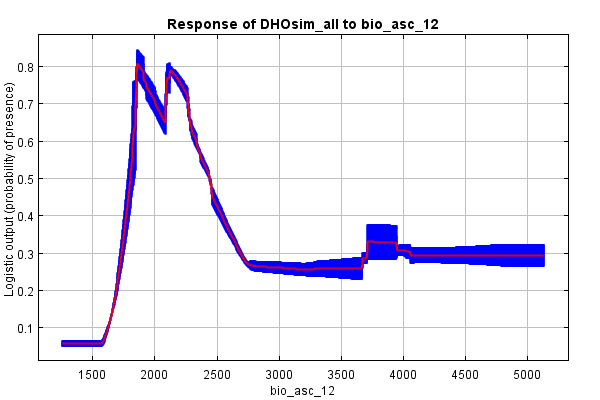 Response of DHOsim_all to bio_asc_12
Logistic output (probability of presence)
0.8
0.7
0.6
0.5
0.4
0.3
0.2
0.1
1500 2000 2500 3000 3500 4000 4500 5000
bio_asc_12